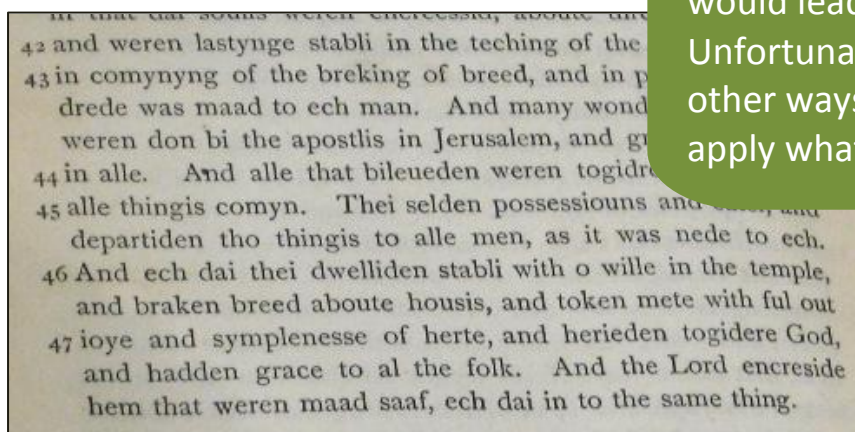 42 and weren lastynge stabli in the teching of the
43 in comynyng of the breking of breed, and in p
drede was maad to ech man. And many wond
weren don bi the apostlis in Jerusalem, and gr
44 in alle. And alle that bileueden weren togidre
45 alle thingis comyn. Thei selden possessiouns and
departiden tho thingis to alle men, as it was nede to ech.
46 And ech dai thei dwelliden stabli with o wille in the temple,
and braken breed aboute housis, and token mete with ful out
47 ioye and symplenesse of herte, and herieden togidere God,
and hadden grace to al the folk. And the Lord encreside
hem that weren maad saaf, ech dai in to the same thing.
would lead
Unfortuna
other ways
apply what